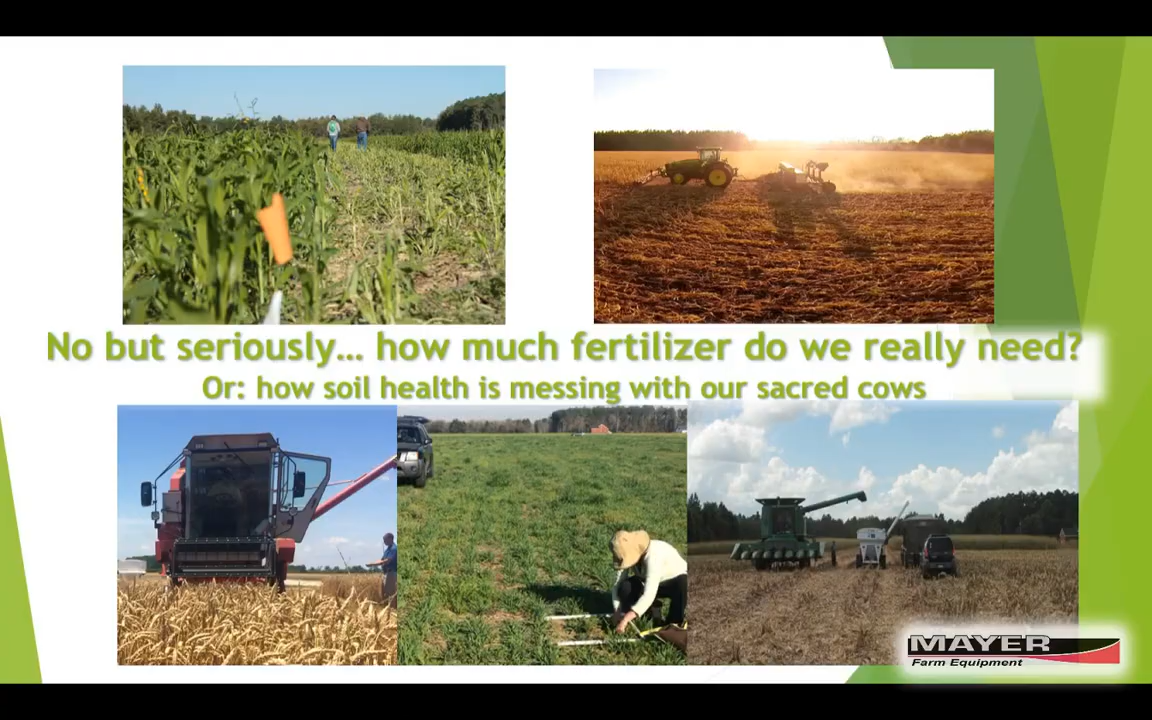 No but seriously... how much fertilizer do we really need?
Or: how soil health is messing with our sacred cows
MAYER
Farm Equipment